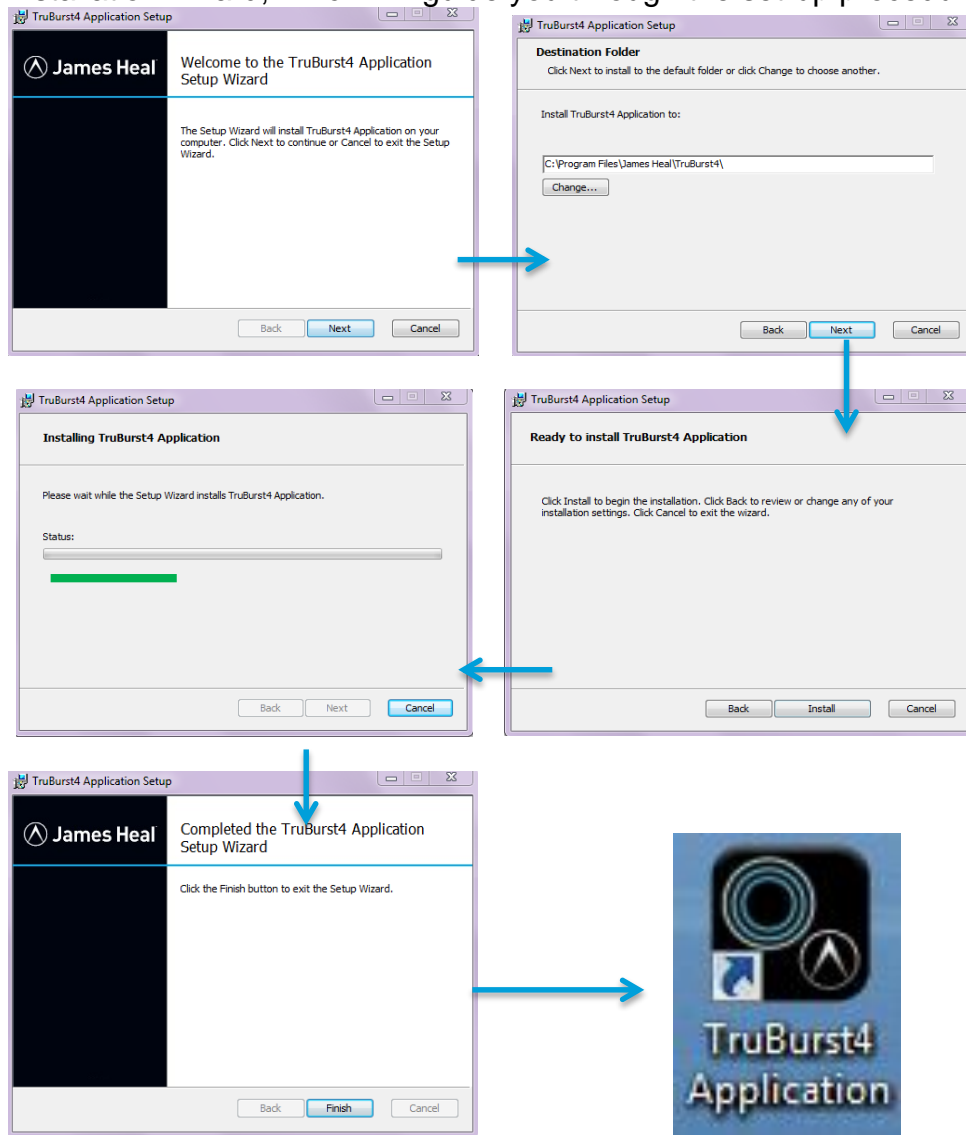 TruBurst4 Application Setup
James Heal
Welcome to the TruBurst4 Application
Setup Wizard
The Setup Wizard will install TruBurst4 Application on your
computer. Click Next to continue or Cancel to exit the Setup
Wizard.
Back Next Cancel
TruBurst4 Application Setup
Destination Folder
Click Next to install to the default folder or click Change to choose another.
Install TruBurst4 Application to:
C:\Program Files\James Heal\TruBurst4\
Change...
Back Next Cancel
TruBurst4 Application Setup
Ready to install TruBurst4 Application
Click Install to begin the installation. Click Back to review or change any of your
installation settings. Click Cancel to exit the wizard.
Back Install Cancel
TruBurst4 Application Setup
Installing TruBurst4 Application
Please wait while the Setup Wizard installs TruBurst4 Application.
Status:
Back Next Cancel
TruBurst4 Application Setup
James Heal
Completed the TruBurst4 Application
Setup Wizard
Click the Finish button to exit the Setup Wizard.
Back Finish Cancel
TruBurst4
Application